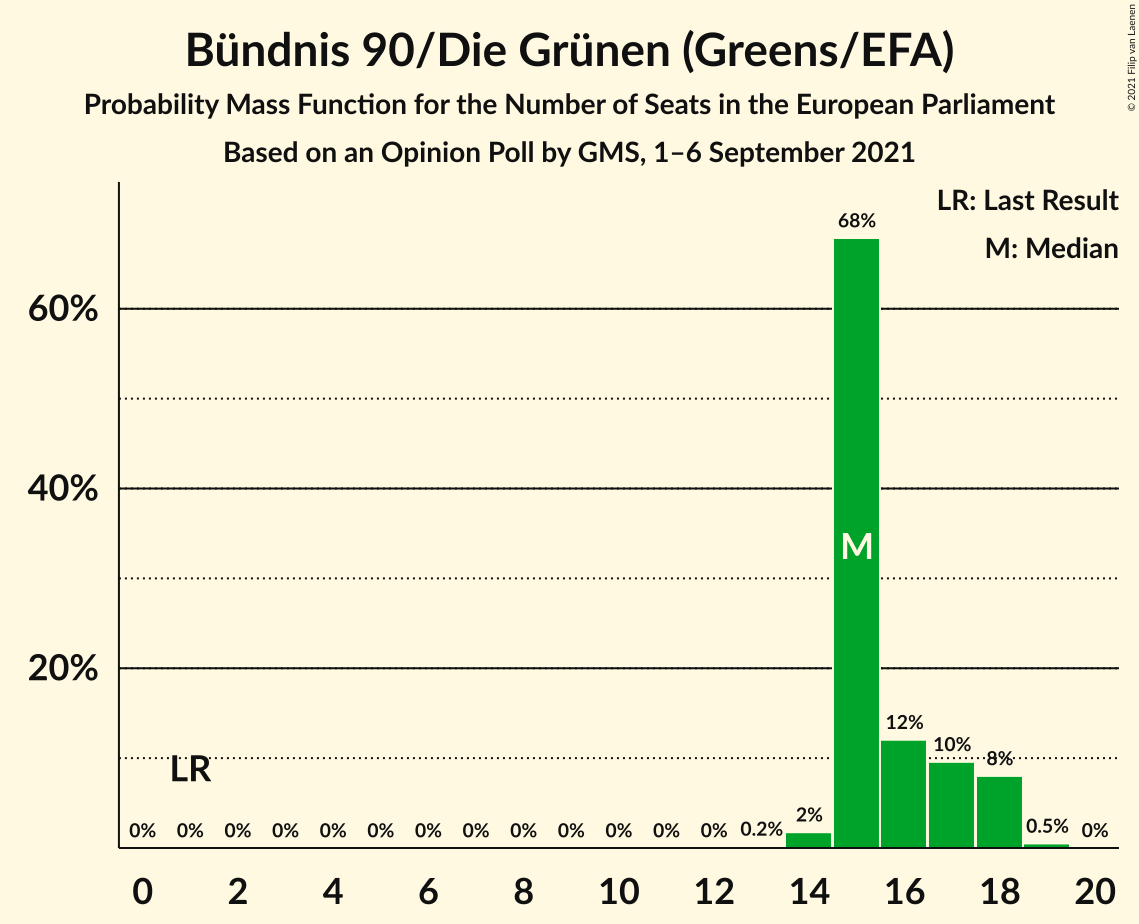 Bündnis 90/Die Grünen (Greens/EFA)
Probability Mass Function for the Number of Seats in the European Parliament
Based on an Opinion Poll by GMS, 1–6 September 2021
© 2021 Filip van Laenen
LR: Last Result
M: Median
68%
60%
40%
M
20%
12%
10%
8%
LR
0% 0% 0% 0% 0% 0% 0% 0% 0% 0% 0% 0% 0% 0.2% 2% 0.5% 0%
0 2 4 6 8 10 12 14 16 18 20